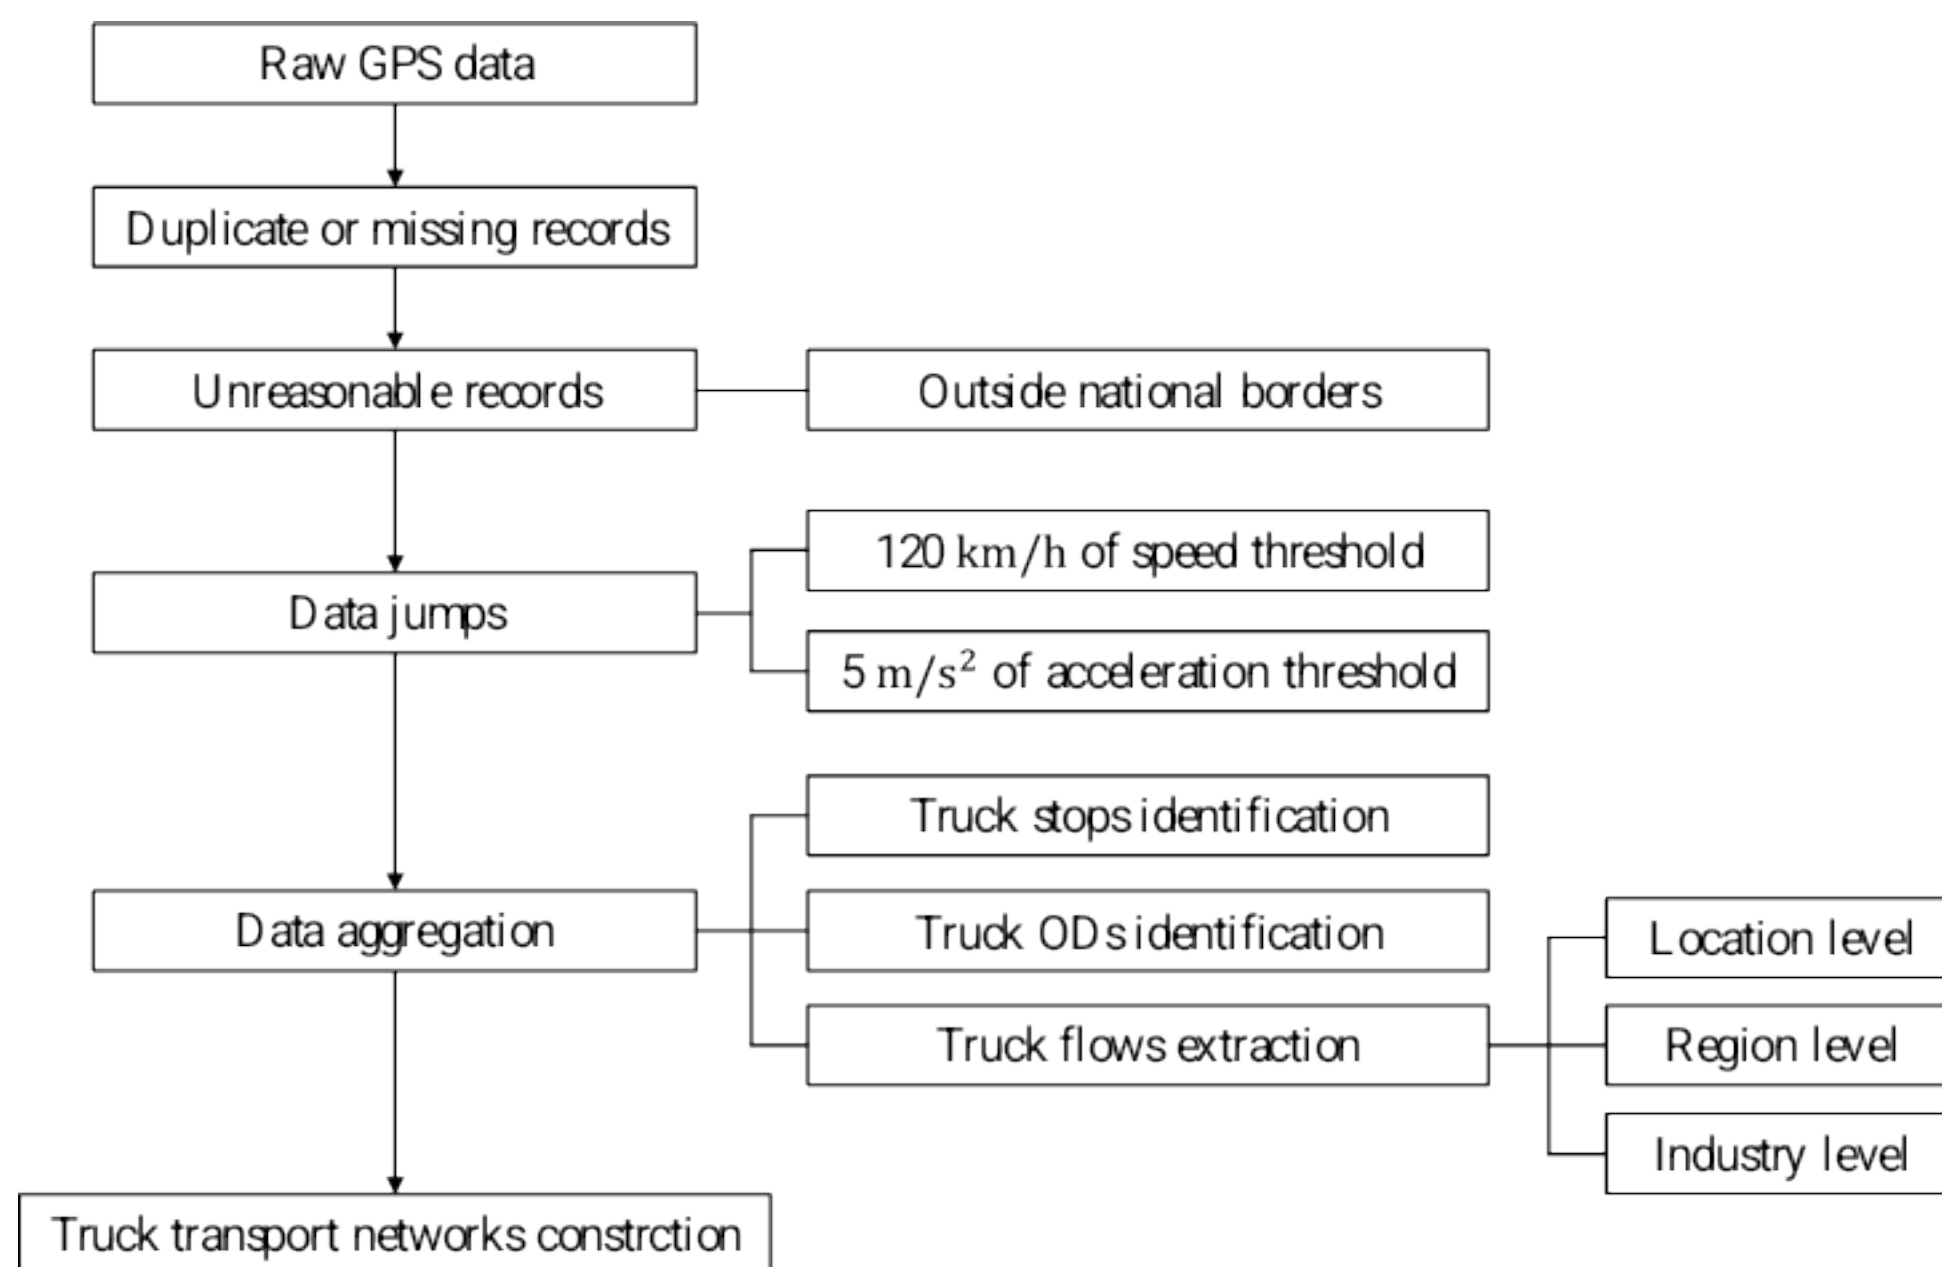 Raw GPS data
Duplicate or missing records
Unreasonable records
Outside national borders
120 km/h of speed threshold
Data jumps
5 m/s² of acceleration threshold
Truck stops identification
Data aggregation
Truck ODs identification
Location level
Truck flows extraction
Region level
Industry level
Truck transport networks constrction